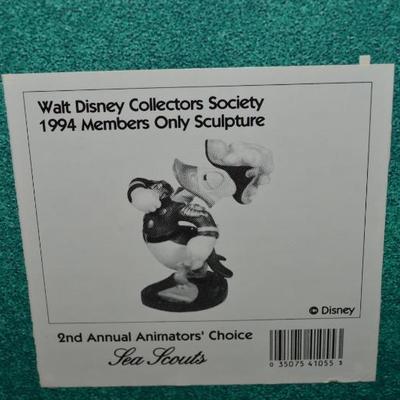 Walt Disney Collectors Society
1994 Members Only Sculpture
© Disney
2nd Annual Animators' Choice
Sea Scouts
0 35075 41055 3